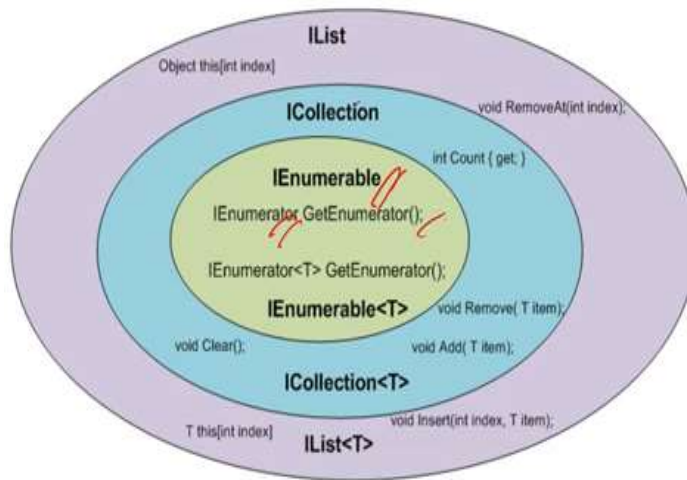 IList
Object this[int index]
void RemoveAt(int index);
ICollection
int Count { get; }
IEnumerable
IEnumerator GetEnumerator();
IEnumerator<T> GetEnumerator();
IEnumerable<T>
void Remove( T item);
void Clear();
void Add( T item);
ICollection<T>
void Insert(int index, T item);
T this[int index]
IList<T>